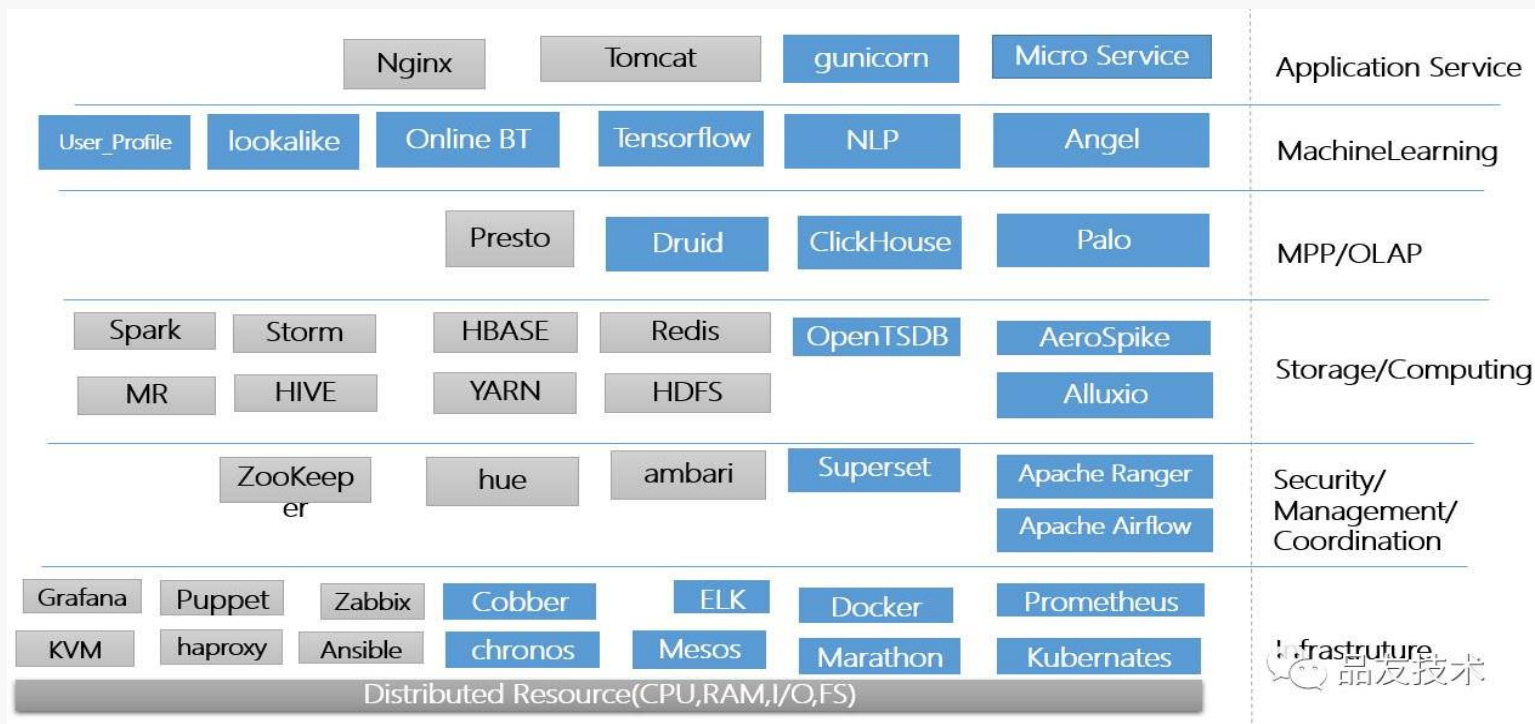 Nginx Tomcat gunicorn Micro Service Application Service
User_Profile lookalike Online BT Tensorflow NLP Angel MachineLearning
Presto Druid ClickHouse Palo MPP/OLAP
Spark Storm HBASE Redis OpenTSDB AeroSpike
Storage/Computing
MR HIVE YARN HDFS Alluxio
ZooKeep
er
hue ambari Superset Apache Ranger
Apache Airflow
Security/
Management/
Coordination
Grafana Puppet Zabbix Cobber ELK Docker Prometheus
KVM haproxy Ansible chronos Mesos Marathon Kubernates
Infrastruture
品友技术
Distributed Resource(CPU,RAM,I/O,FS)